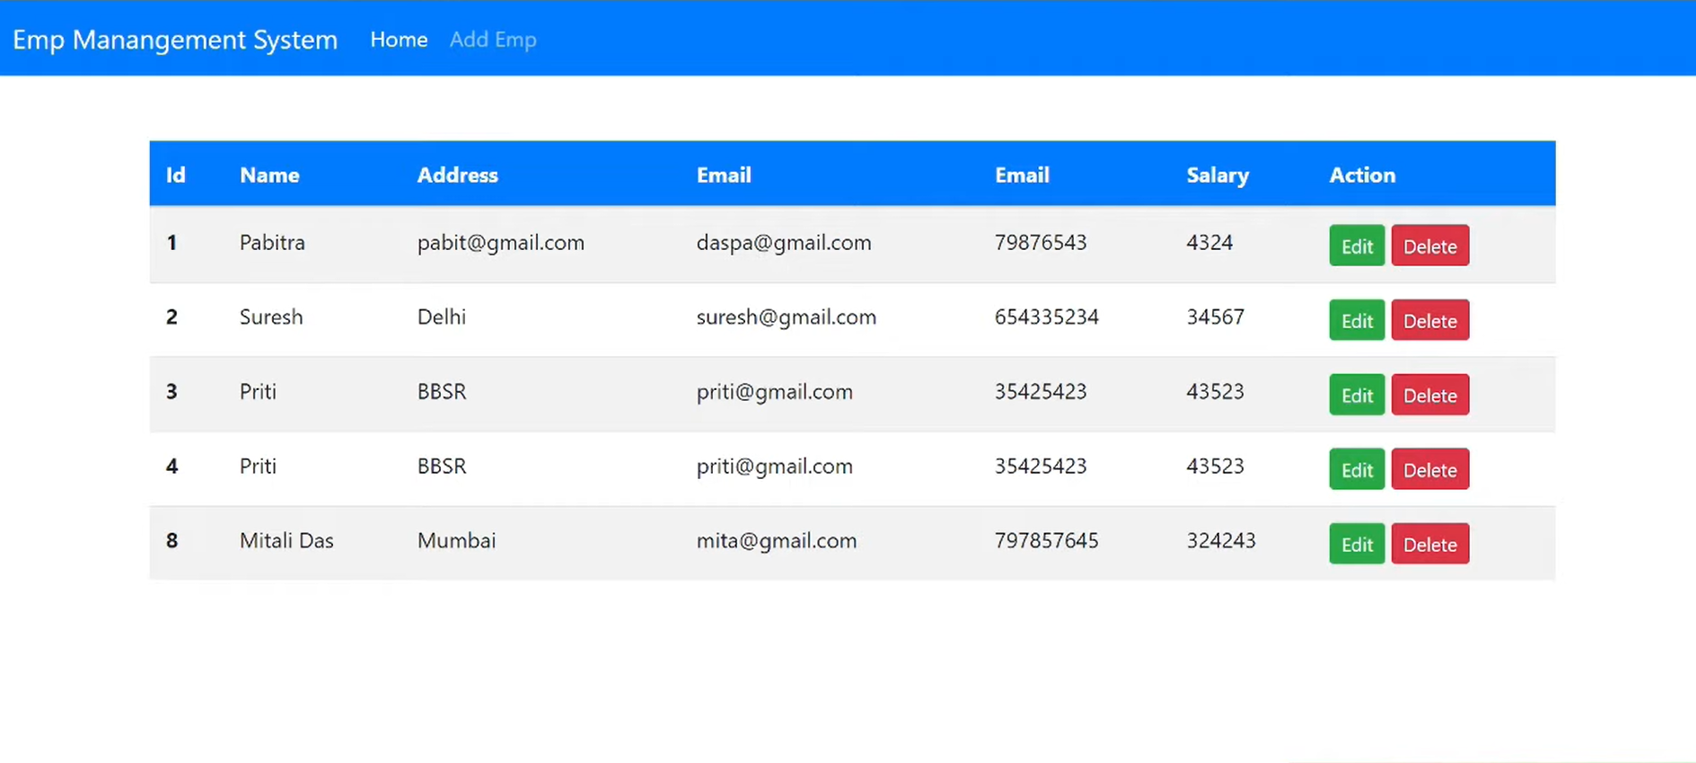 Emp Manangement System Home Add Emp
Id Name Address Email Email Salary Action
1 Pabitra pabit@gmail.com daspa@gmail.com 79876543 4324 Edit Delete
2 Suresh Delhi suresh@gmail.com 654335234 34567 Edit Delete
3 Priti BBSR priti@gmail.com 35425423 43523 Edit Delete
4 Priti BBSR priti@gmail.com 35425423 43523 Edit Delete
8 Mitali Das Mumbai mita@gmail.com 797857645 324243 Edit Delete